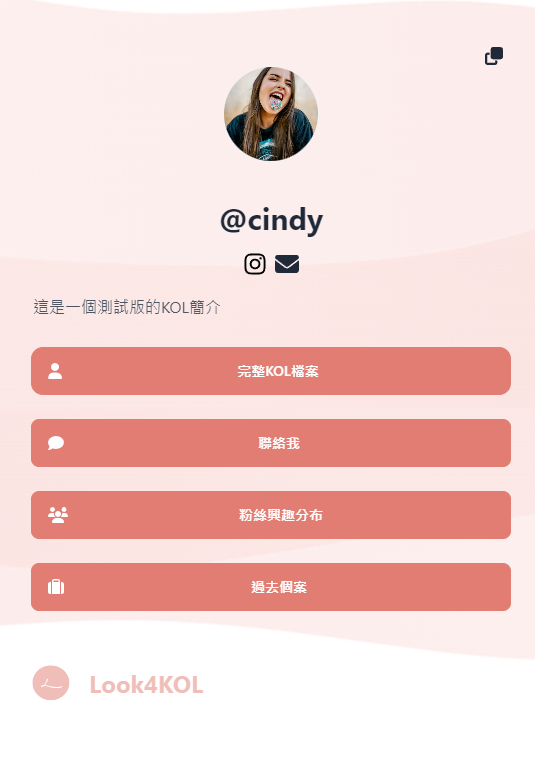 @cindy
這是一個測試版的KOL簡介
完整KOL檔案
聯絡我
粉絲興趣分布
過去個案
Look4KOL